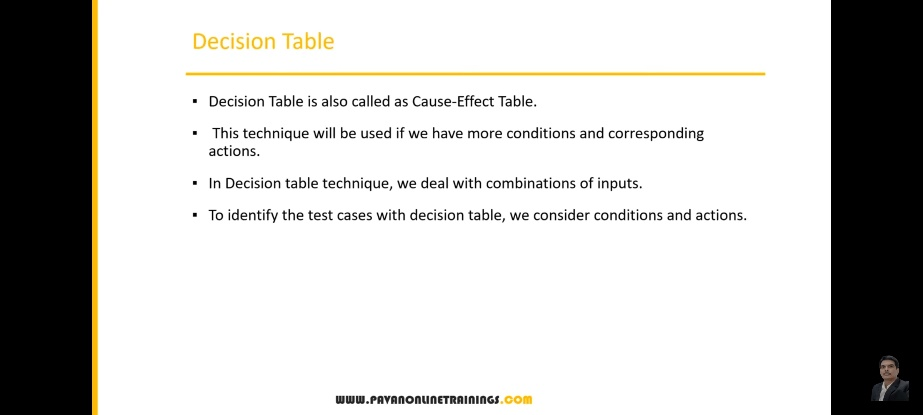 Decision Table
▪ Decision Table is also called as Cause-Effect Table.
▪ This technique will be used if we have more conditions and corresponding
actions.
▪ In Decision table technique, we deal with combinations of inputs.
▪ To identify the test cases with decision table, we consider conditions and actions.
WWW.PAVANONLINETRAININGS.COM